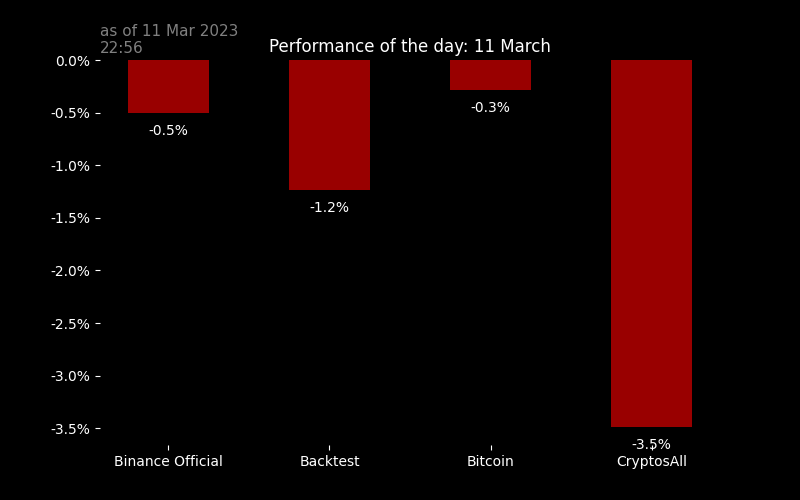 as of 11 Mar 2023
22:56
Performance of the day: 11 March
0.0%
-0.5%
-1.0%
-1.5%
-2.0%
-2.5%
-3.0%
-3.5%
-0.5%
-1.2%
-0.3%
-3.5%
Binance Official
Backtest
Bitcoin
CryptosAll